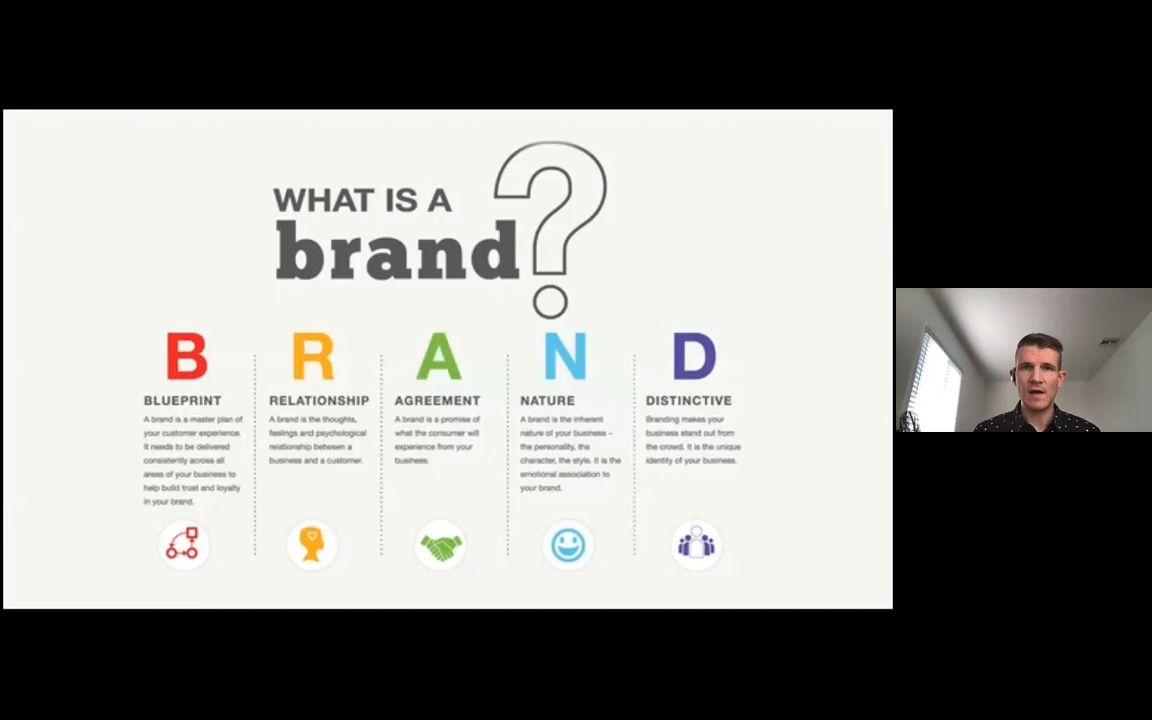 WHAT IS A
brand?
B
BLUEPRINT
A brand is a master plan of
your customer experience.
It needs to be delivered
consistently across all
areas of your business to
help build trust and loyalty
in your brand.
R
RELATIONSHIP
A brand is the thoughts,
feelings and psychological
relationship between a
business and a customer.
A
AGREEMENT
A brand is a promise of
what the consumer will
experience from your
business.
N
NATURE
A brand is the inherent
nature of your business –
the personality, the
character, the style. It is the
emotional association to
your brand.
D
DISTINCTIVE
Branding makes your
business stand out from
the crowd. It is the unique
identity of your business.